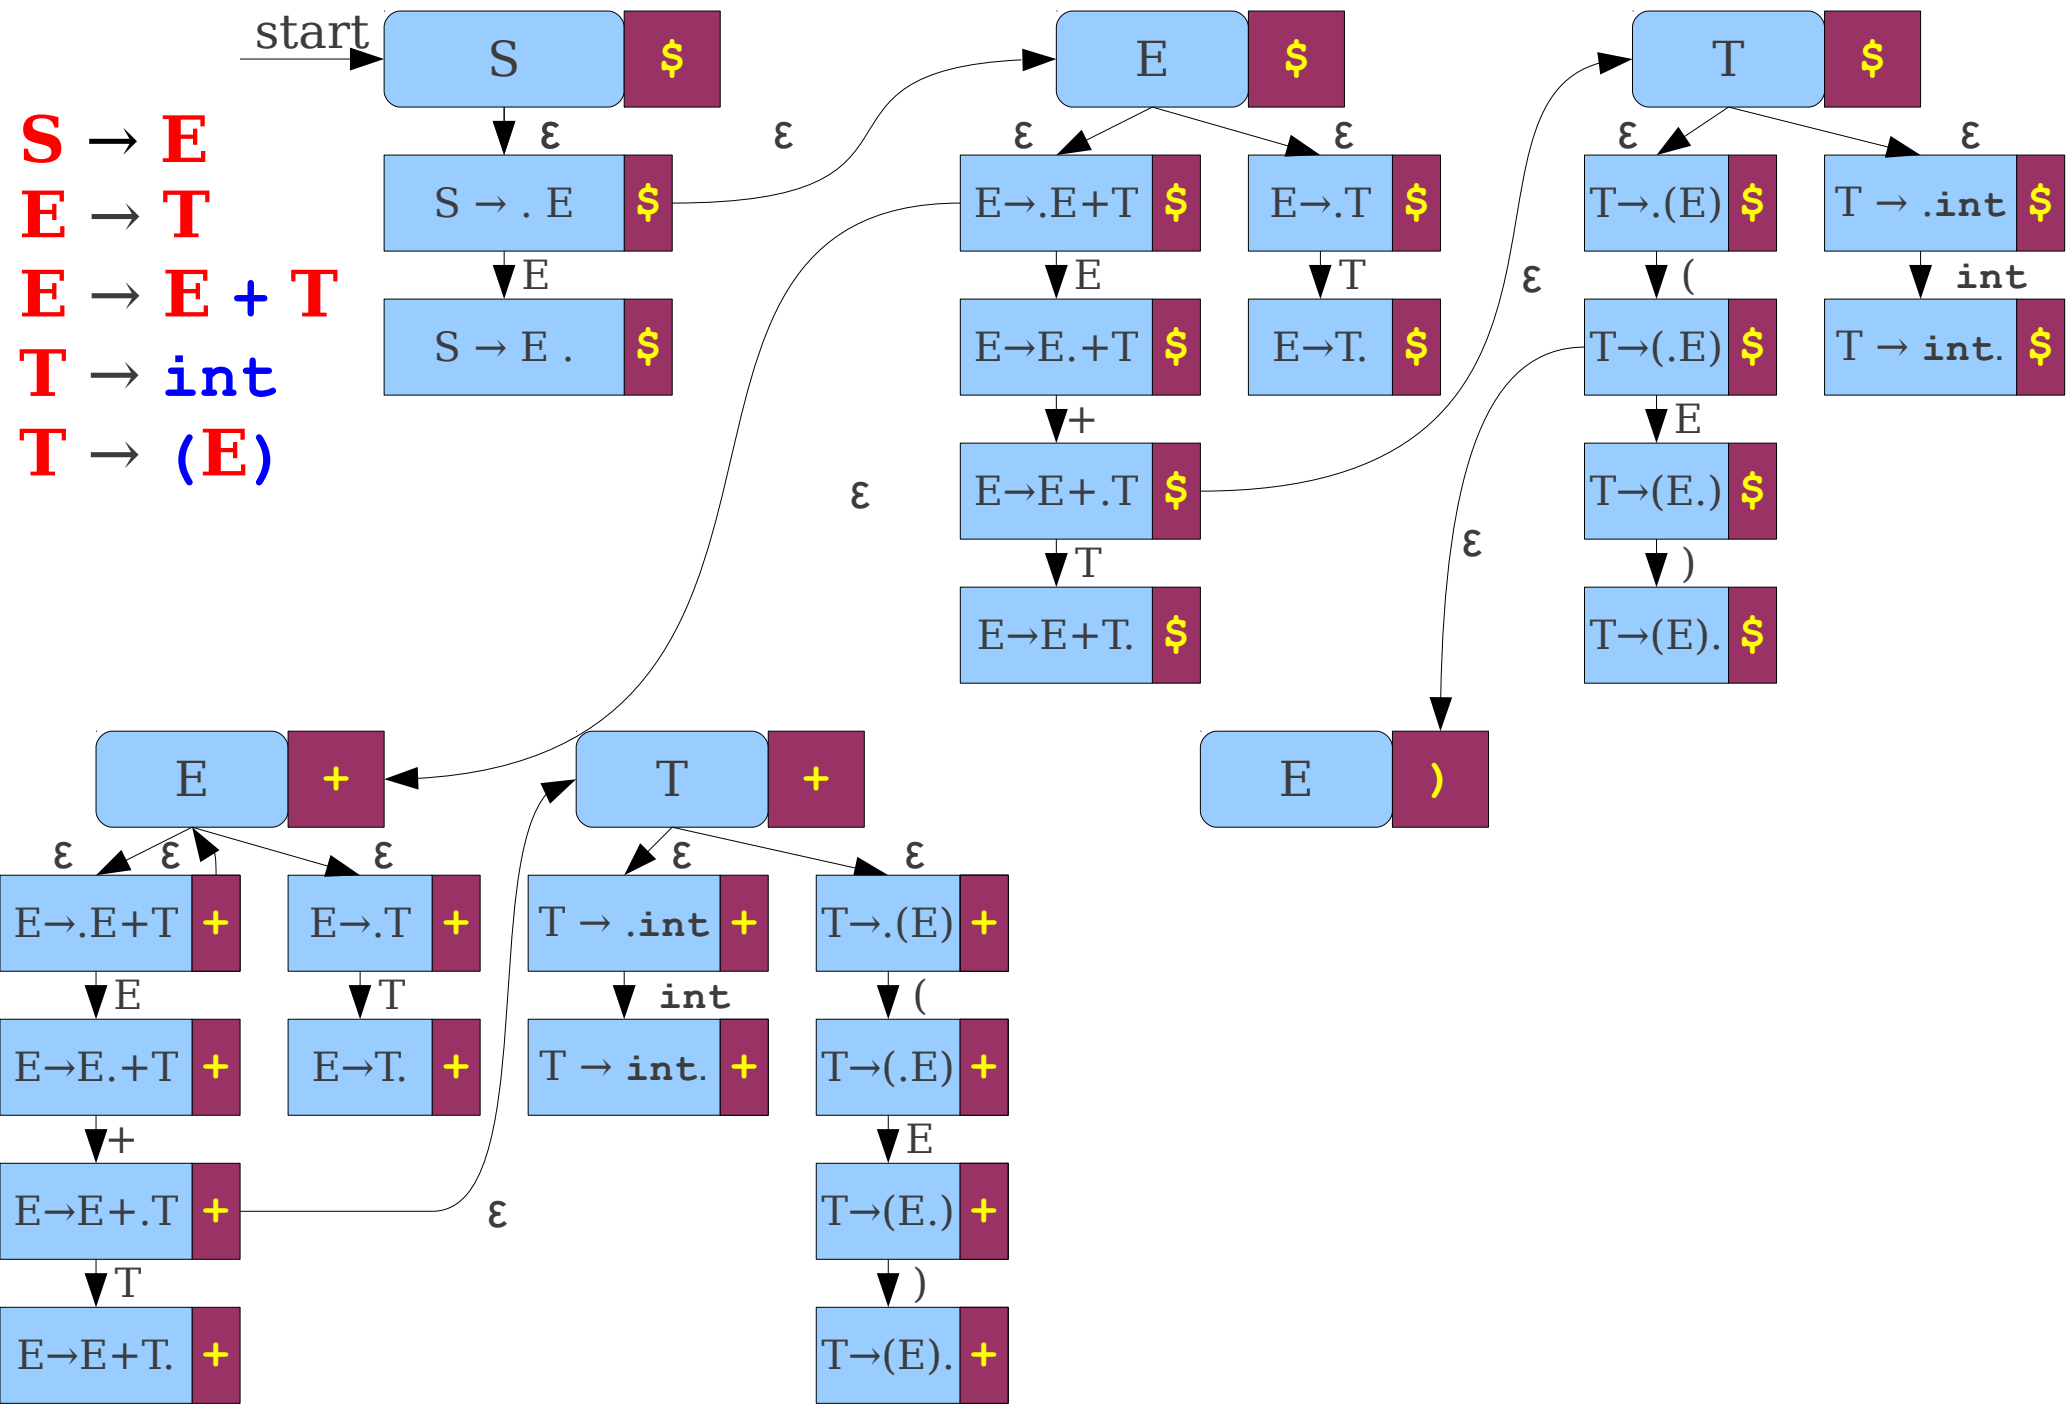 start
S $
E $
T $
S → E
E → T
E → E + T
T → int
T → (E)
ε
ε
ε
ε
ε
ε
S → . E $
E→.E+T $
E→.T $
T→.(E) $
T → .int $
E
E
T
ε
(
int
S → E . $
E→E.+T $
E→T. $
T→(.E) $
T → int. $
+
E
ε
E→E+.T $
T→(E.) $
T
ε
)
E→E+T. $
T→(E). $
E +
T +
E )
ε
ε
ε
ε
ε
E→.E+T +
E→.T +
T → .int +
T→.(E) +
E
T
int
(
E→E.+T +
E→T. +
T → int. +
T→(.E) +
+
E
E→E+.T +
ε
T→(E.) +
T
)
E→E+T. +
T→(E). +